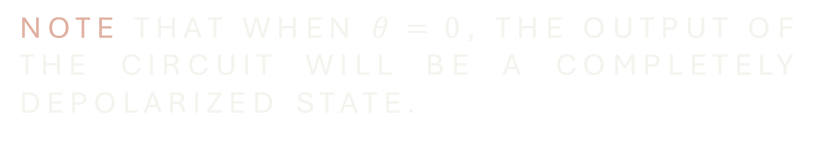 NOTE THAT WHEN θ = 0, THE OUTPUT OF
THE CIRCUIT WILL BE A COMPLETELY
DEPOLARIZED STATE.